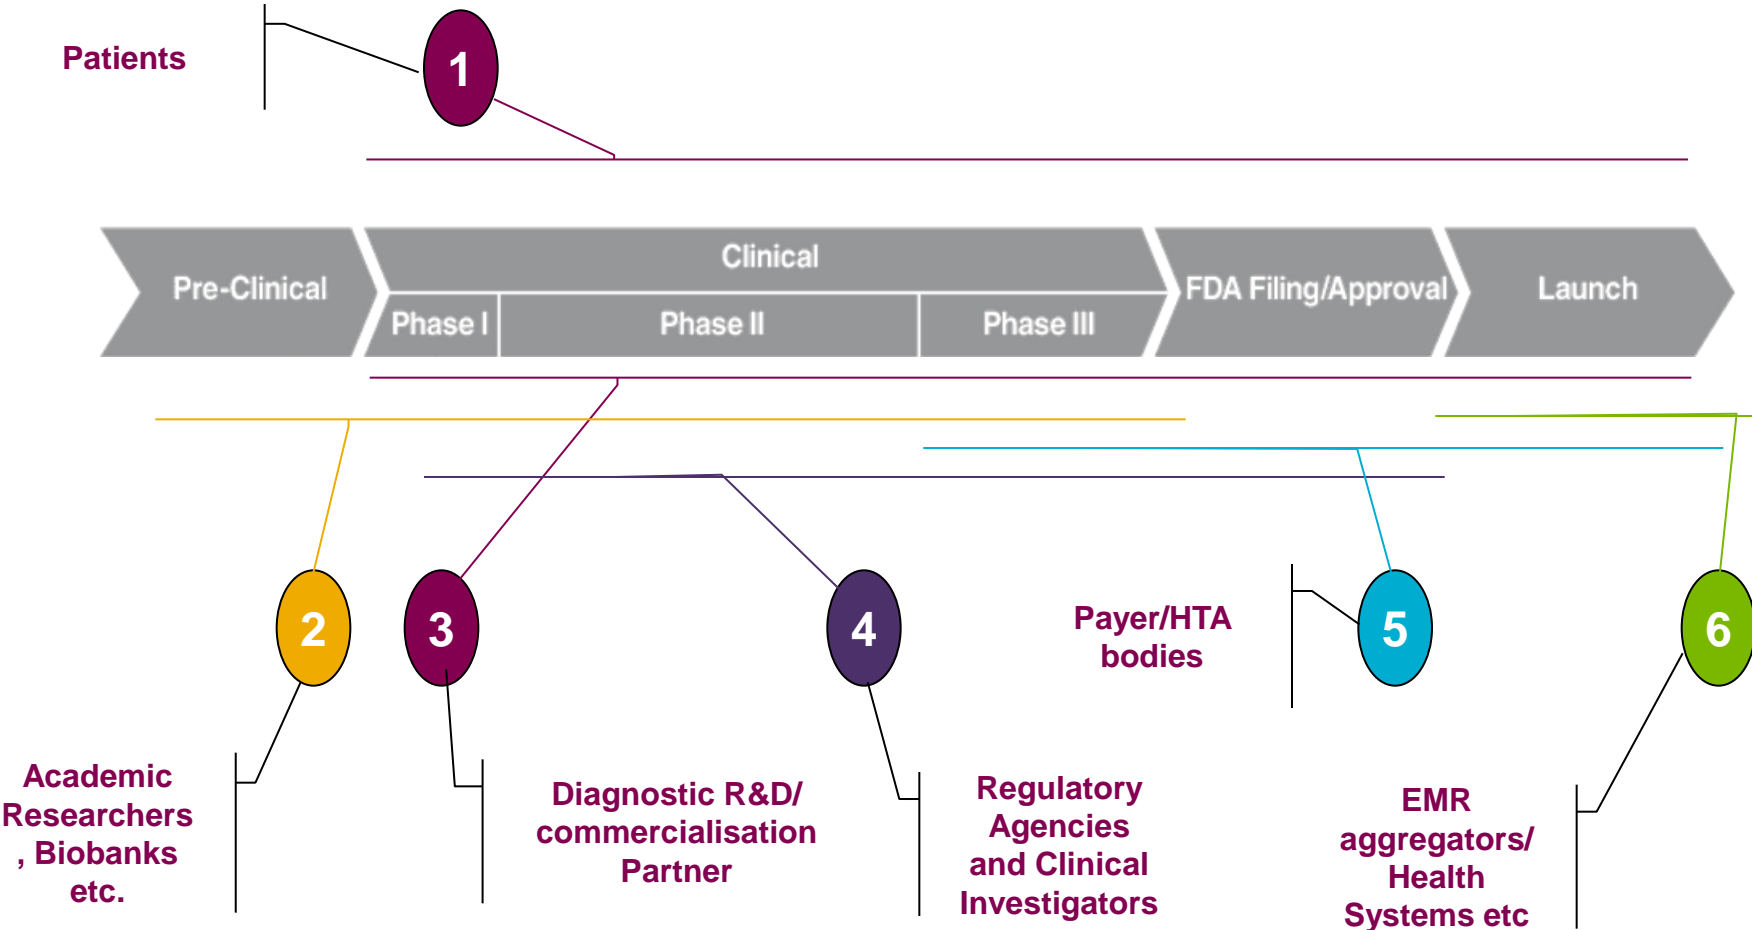 Patients
1
Clinical
Pre-Clinical
FDA Filing/Approval
Launch
Phase I
Phase II
Phase III
2
3
4
Payer/HTA
bodies
5
6
Academic
Researchers
, Biobanks
etc.
Diagnostic R&D/
commercialisation
Partner
Regulatory
Agencies
and Clinical
Investigators
EMR
aggregators/
Health
Systems etc